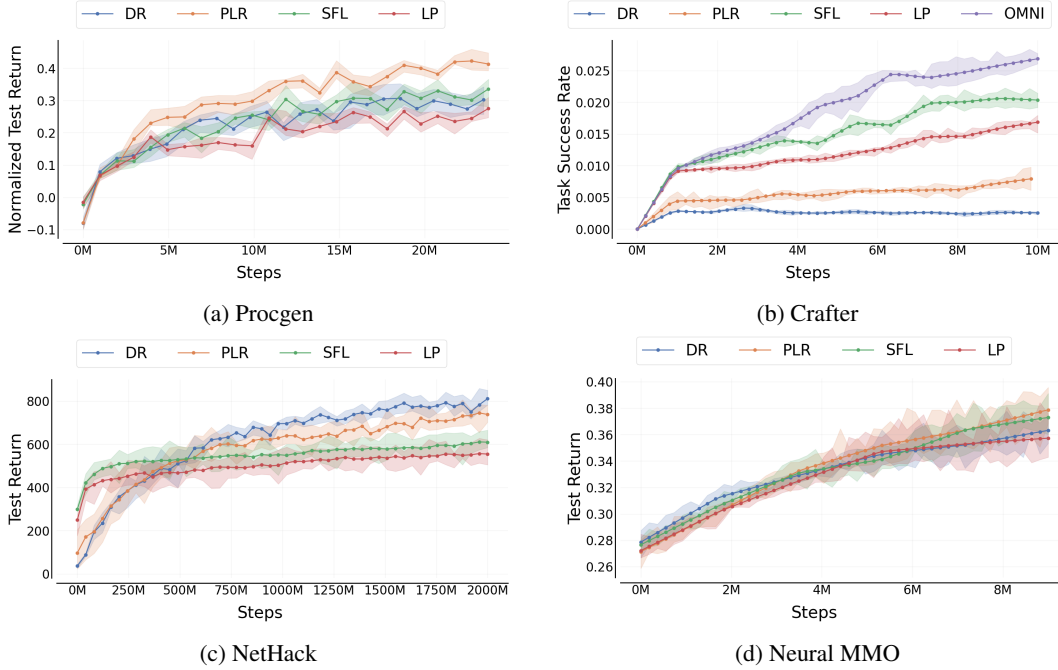 DR PLR SFL LP
Normalized Test Return
0.4
0.3
0.2
0.1
0.0
−0.1
0M 5M 10M 15M 20M
Steps
(a) Procgen
DR PLR SFL LP OMNI
Task Success Rate
0.025
0.020
0.015
0.010
0.005
0.000
0M 2M 4M 6M 8M 10M
Steps
(b) Crafter
DR PLR SFL LP
Test Return
800
600
400
200
0
0M 250M 500M 750M 1000M 1250M 1500M 1750M 2000M
Steps
(c) NetHack
DR PLR SFL LP
Test Return
0.40
0.38
0.36
0.34
0.32
0.30
0.28
0.26
0M 2M 4M 6M 8M
Steps
(d) Neural MMO